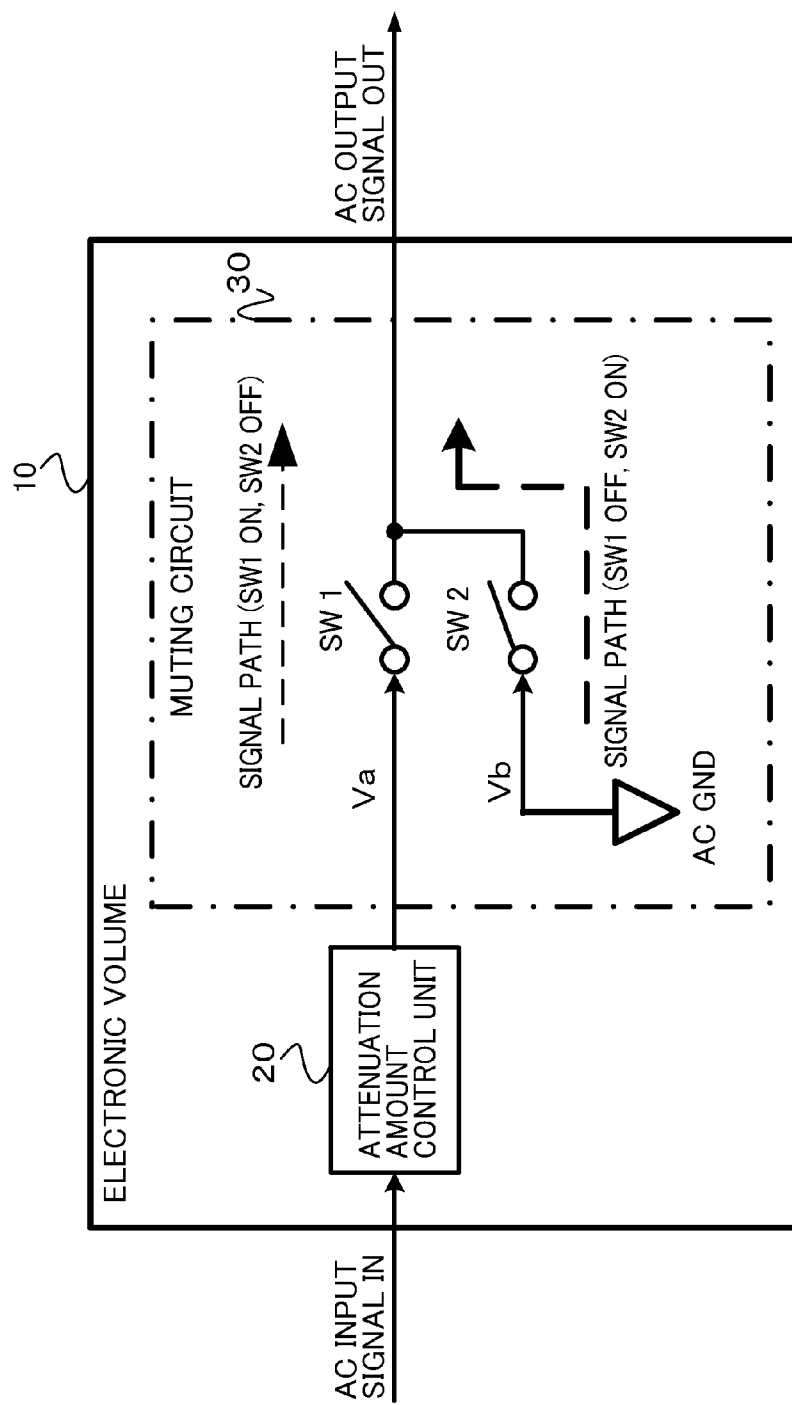 10
ELECTRONIC VOLUME
30
MUTING CIRCUIT
SIGNAL PATH (SW1 ON, SW2 OFF)
AC INPUT
SIGNAL IN
20
ATTENUATION
AMOUNT
CONTROL UNIT
Va
SW 1
AC OUTPUT
SIGNAL OUT
Vb
SW 2
SIGNAL PATH (SW1 OFF, SW2 ON)
AC GND